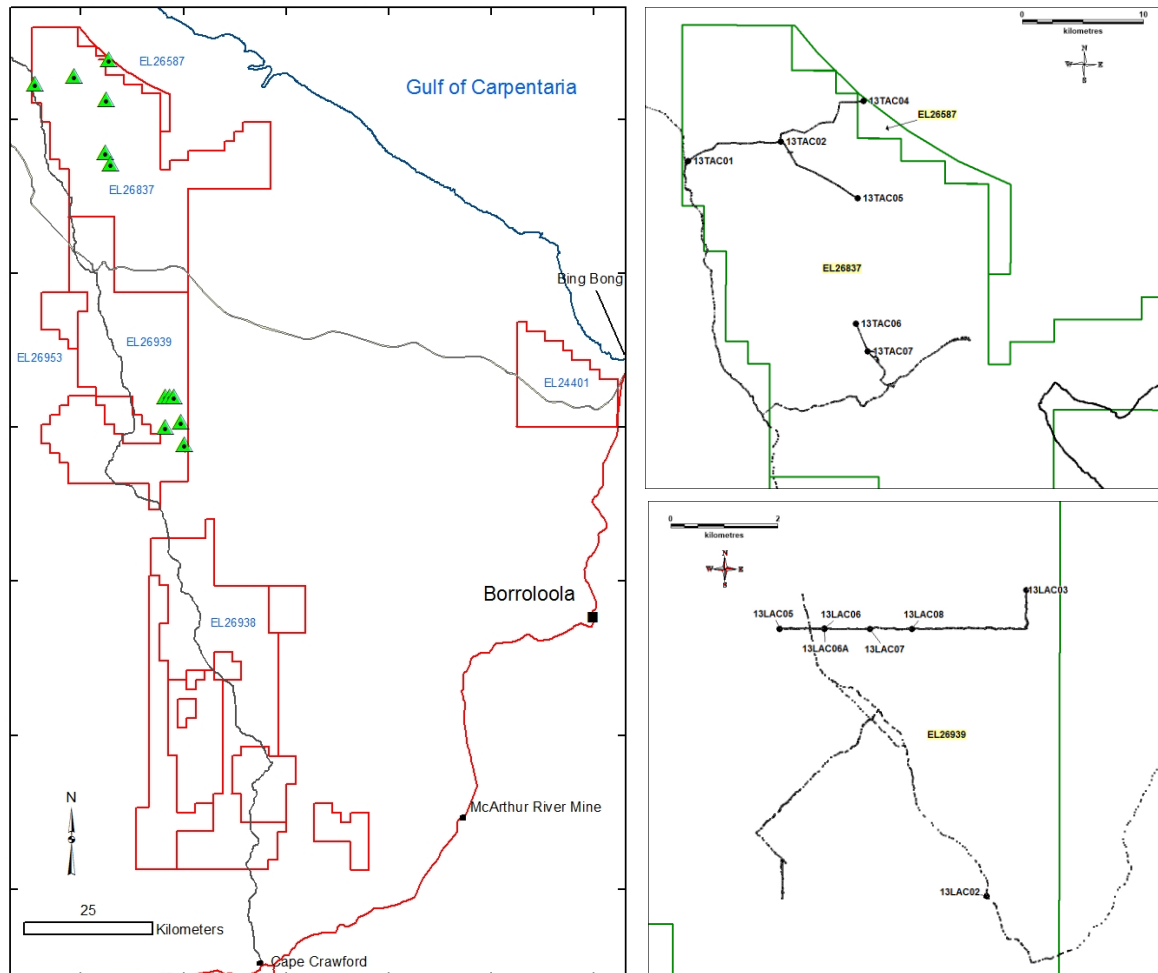 EL26587
Gulf of Carpentaria
EL26837
Bing Bong
EL26953
EL26939
EL24401
Borroloola
EL26938
McArthur River Mine
N
25
Kilometers
Cape Crawford
0
10
kilometres
N
W
E
S
13TAC04
EL26587
13TAC02
13TAC01
13TAC05
EL26837
13TAC06
13TAC07
0
2
kilometres
N
W
E
S
13LAC03
13LAC05
13LAC06
13LAC08
13LAC06A
13LAC07
EL26939
13LAC02